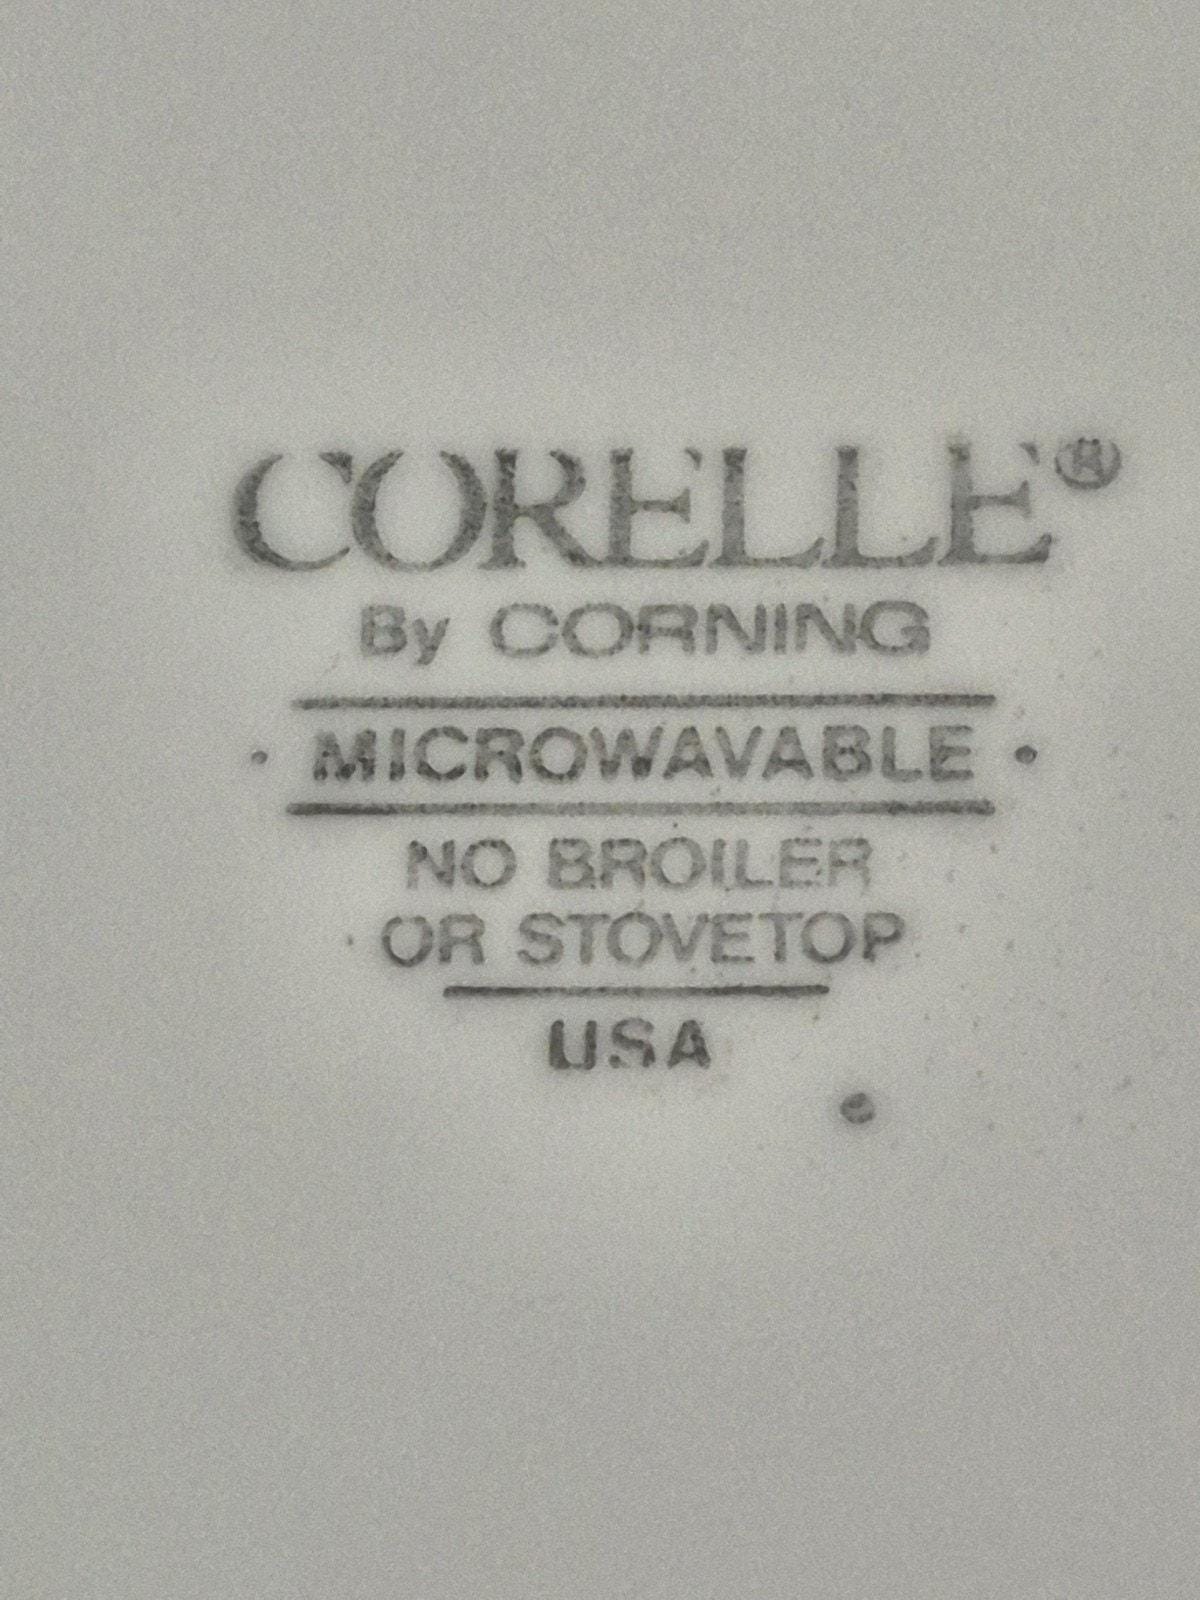 CORELLE®
By CORNING
• MICROWAVABLE •
NO BROILER
OR STOVETOP
USA